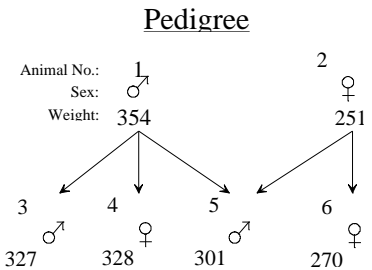 Pedigree
Animal No.: 1 2
Sex: ♂ ♀
Weight: 354 251
3 4 5 6
♂ ♀ ♂ ♀
327 328 301 270